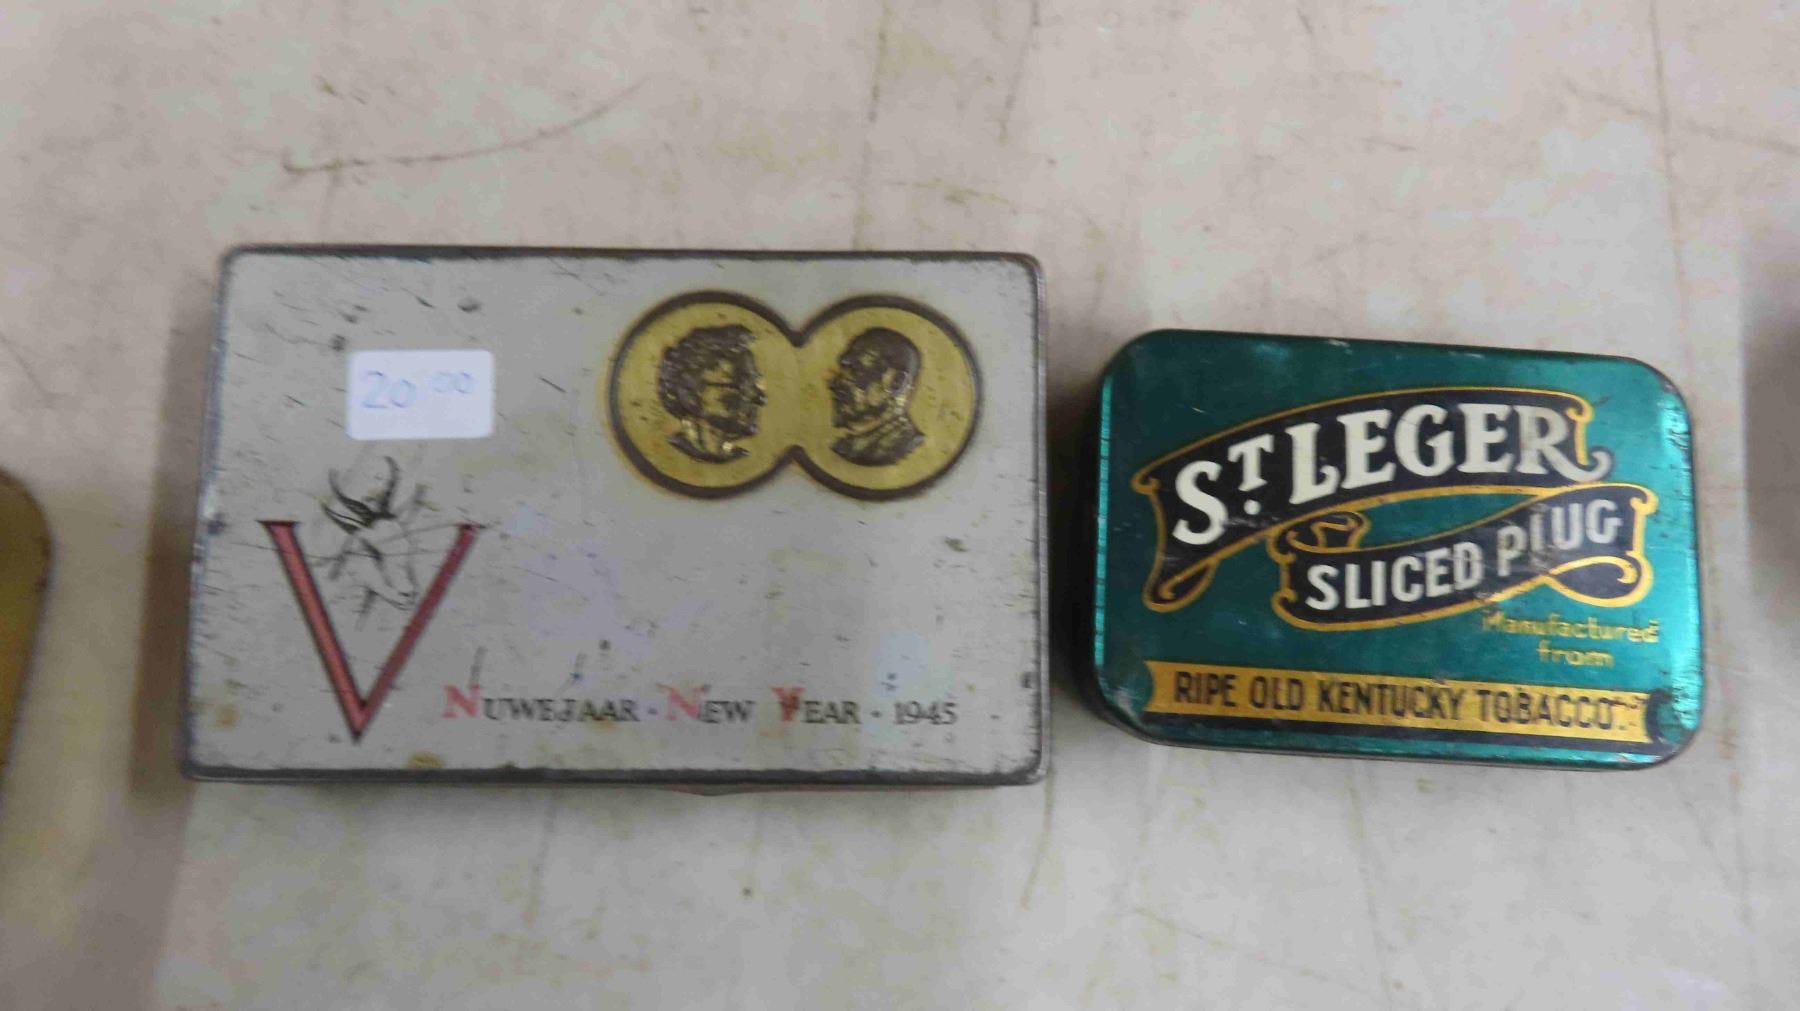 20 00
V
NUWEJAAR · NEW YEAR · 1945
ST. LEGER
SLICED PLUG
Manufactured
from
RIPE OLD KENTUCKY TOBACCO